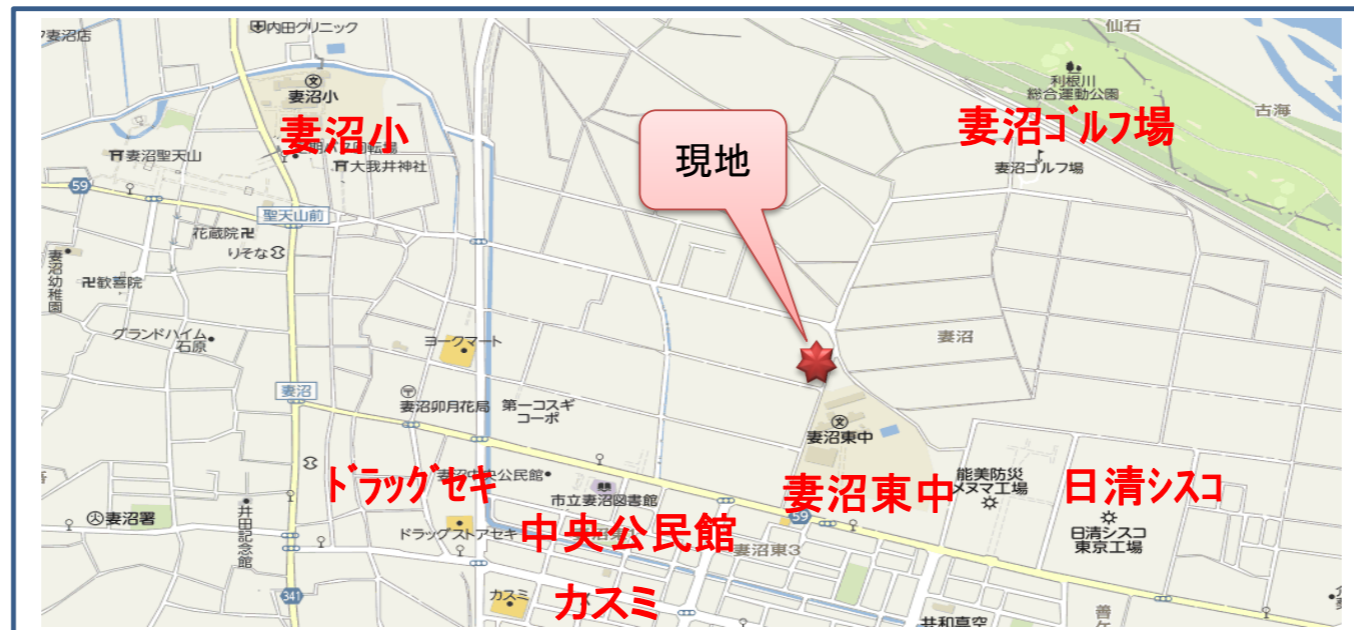 内田クリニック
妻沼店
仙石
妻沼小
利根川
総合運動公園
古海
妻沼小
妻沼ゴルフ場
現地
妻沼聖天山
大我井神社
妻沼ゴルフ場
59
聖天山前
花蔵院卍
りそな
妻沼幼稚園
卍歓喜院
グランドハイム
石原
ヨークマート
妻沼
妻沼
妻沼卯月花局
第一コスギ
コーポ
妻沼東中
能美防災
メヌマ工場
ドラッグセキ
妻沼中央公民館
市立妻沼図書館
妻沼東中
日清シスコ
59
妻沼署
井田記念館
ドラッグストアセキ
中央公民館
妻沼東3
日清シスコ
東京工場
341
カスミ
カスミ
共和真空